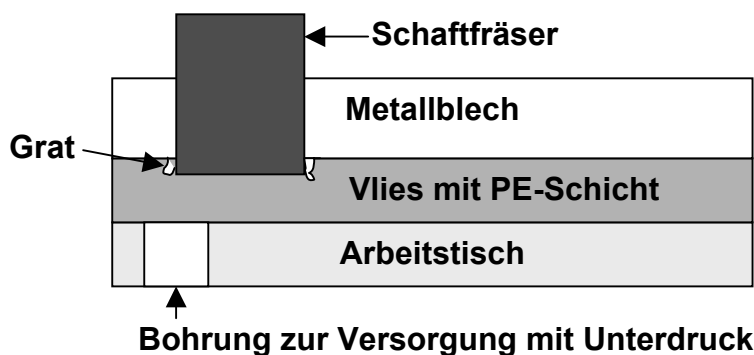 Schaftfräser
Metallblech
Grat
Vlies mit PE-Schicht
Arbeitstisch
Bohrung zur Versorgung mit Unterdruck